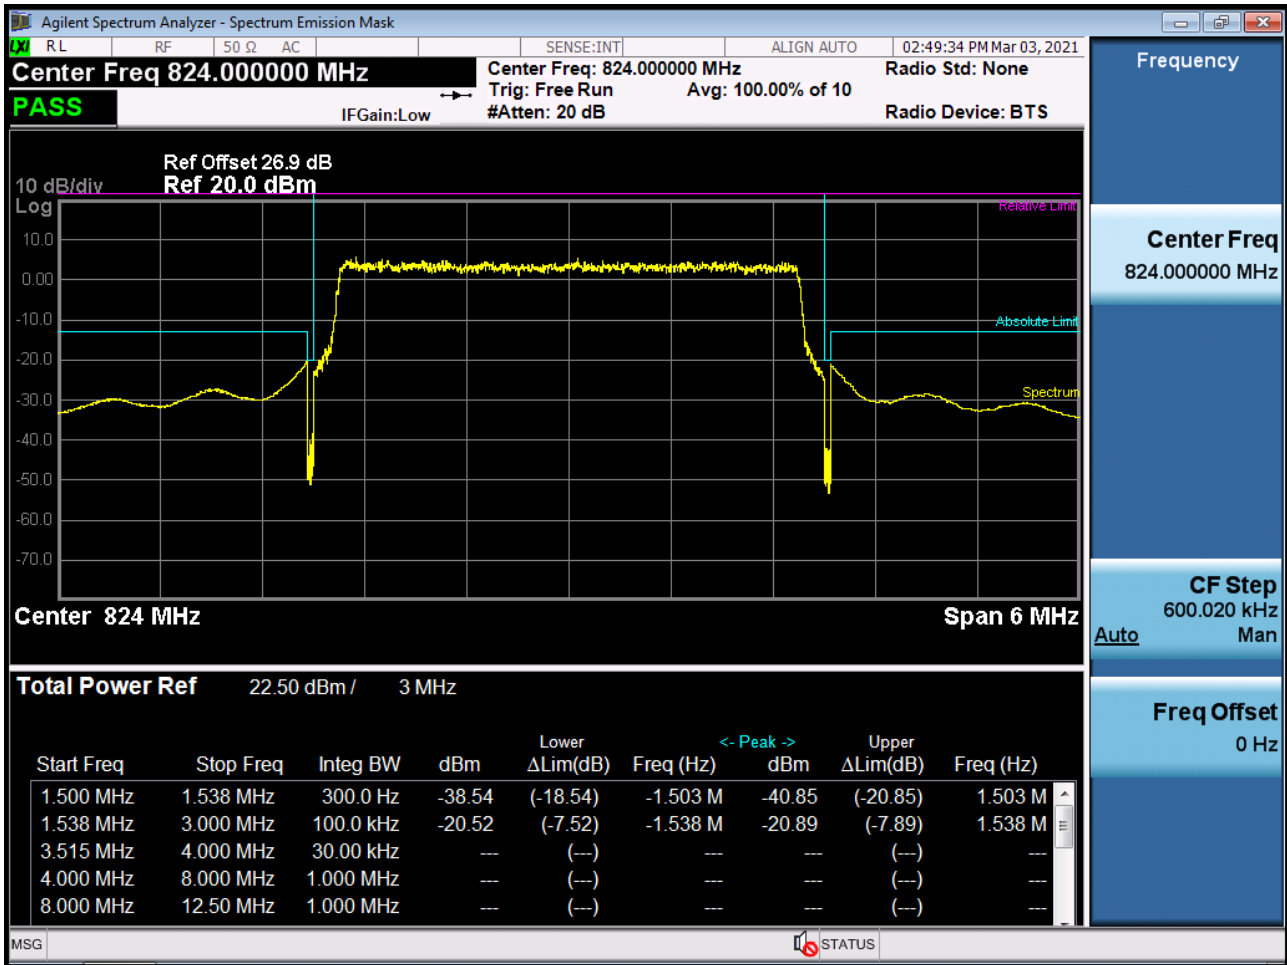 Agilent Spectrum Analyzer - Spectrum Emission Mask
LXI RL RF 50 Ω AC SENSE:INT ALIGN AUTO 02:49:34 PM Mar 03, 2021
Center Freq 824.000000 MHz
PASS
IFGain:Low
Center Freq: 824.000000 MHz
Trig: Free Run Avg: 100.00% of 10
#Atten: 20 dB
Radio Std: None
Radio Device: BTS
Ref Offset 26.9 dB
10 dB/div Ref 20.0 dBm
Log
Relative Limit
10.0
0.00
-10.0
Absolute Limit
-20.0
-30.0
Spectrum
-40.0
-50.0
-60.0
-70.0
Center 824 MHz Span 6 MHz
Total Power Ref 22.50 dBm / 3 MHz
Lower <- Peak -> Upper
Start Freq Stop Freq Integ BW dBm ΔLim(dB) Freq (Hz) dBm ΔLim(dB) Freq (Hz)
1.500 MHz 1.538 MHz 300.0 Hz -38.54 (-18.54) -1.503 M -40.85 (-20.85) 1.503 M
1.538 MHz 3.000 MHz 100.0 kHz -20.52 (-7.52) -1.538 M -20.89 (-7.89) 1.538 M
3.515 MHz 4.000 MHz 30.00 kHz --- (---) --- --- (---) ---
4.000 MHz 8.000 MHz 1.000 MHz --- (---) --- --- (---) ---
8.000 MHz 12.50 MHz 1.000 MHz --- (---) --- --- (---) ---
MSG STATUS
Frequency
Center Freq
824.000000 MHz
CF Step
600.020 kHz
Auto Man
Freq Offset
0 Hz